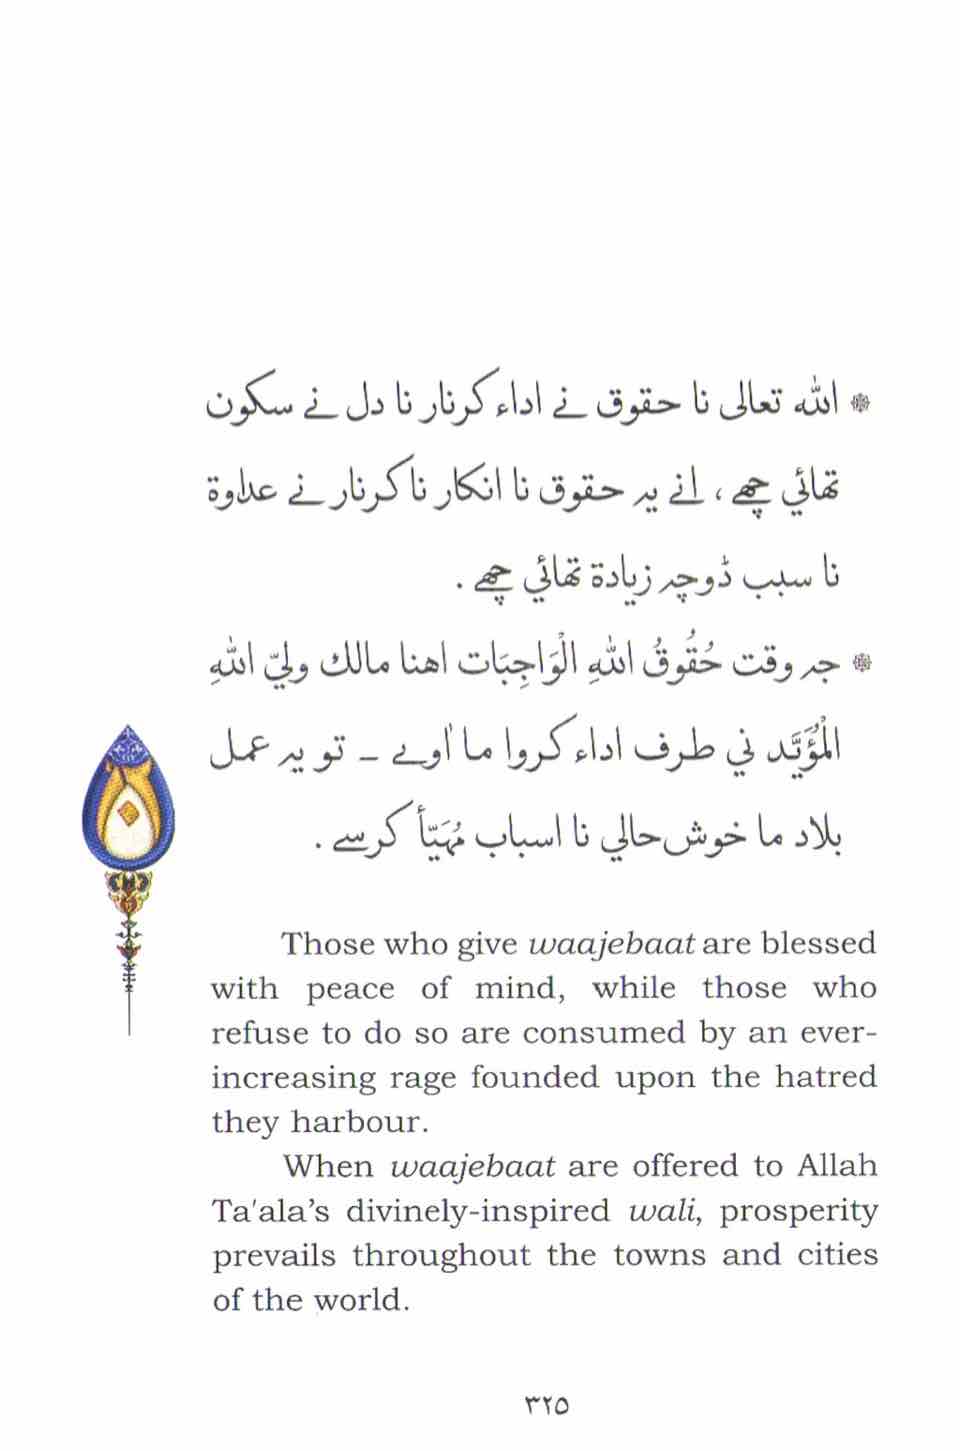 ۞ الله تعالى نا حقوق نے اداء كرنار نا دل نے سكون
تھائي چھے، انے يہ حقوق نا انكار نا كرنار نے عداوة
نا سبب ڈوچہ زيادة تھائي چھے .
۞ جہ وقت حُقُوقُ اللهِ الْوَاجِبَات اهنا مالك وليّ اللهِ
الْمُؤَيَّد ني طرف اداء كروا ما اٰوے – تو يہ عمل
بلاد ما خوش حالي نا اسباب مُهَيَّأ كرسے .
Those who give waajebaat are blessed
with peace of mind, while those who
refuse to do so are consumed by an ever-
increasing rage founded upon the hatred
they harbour.
When waajebaat are offered to Allah
Ta'ala’s divinely-inspired wali, prosperity
prevails throughout the towns and cities
of the world.
٣٢٥